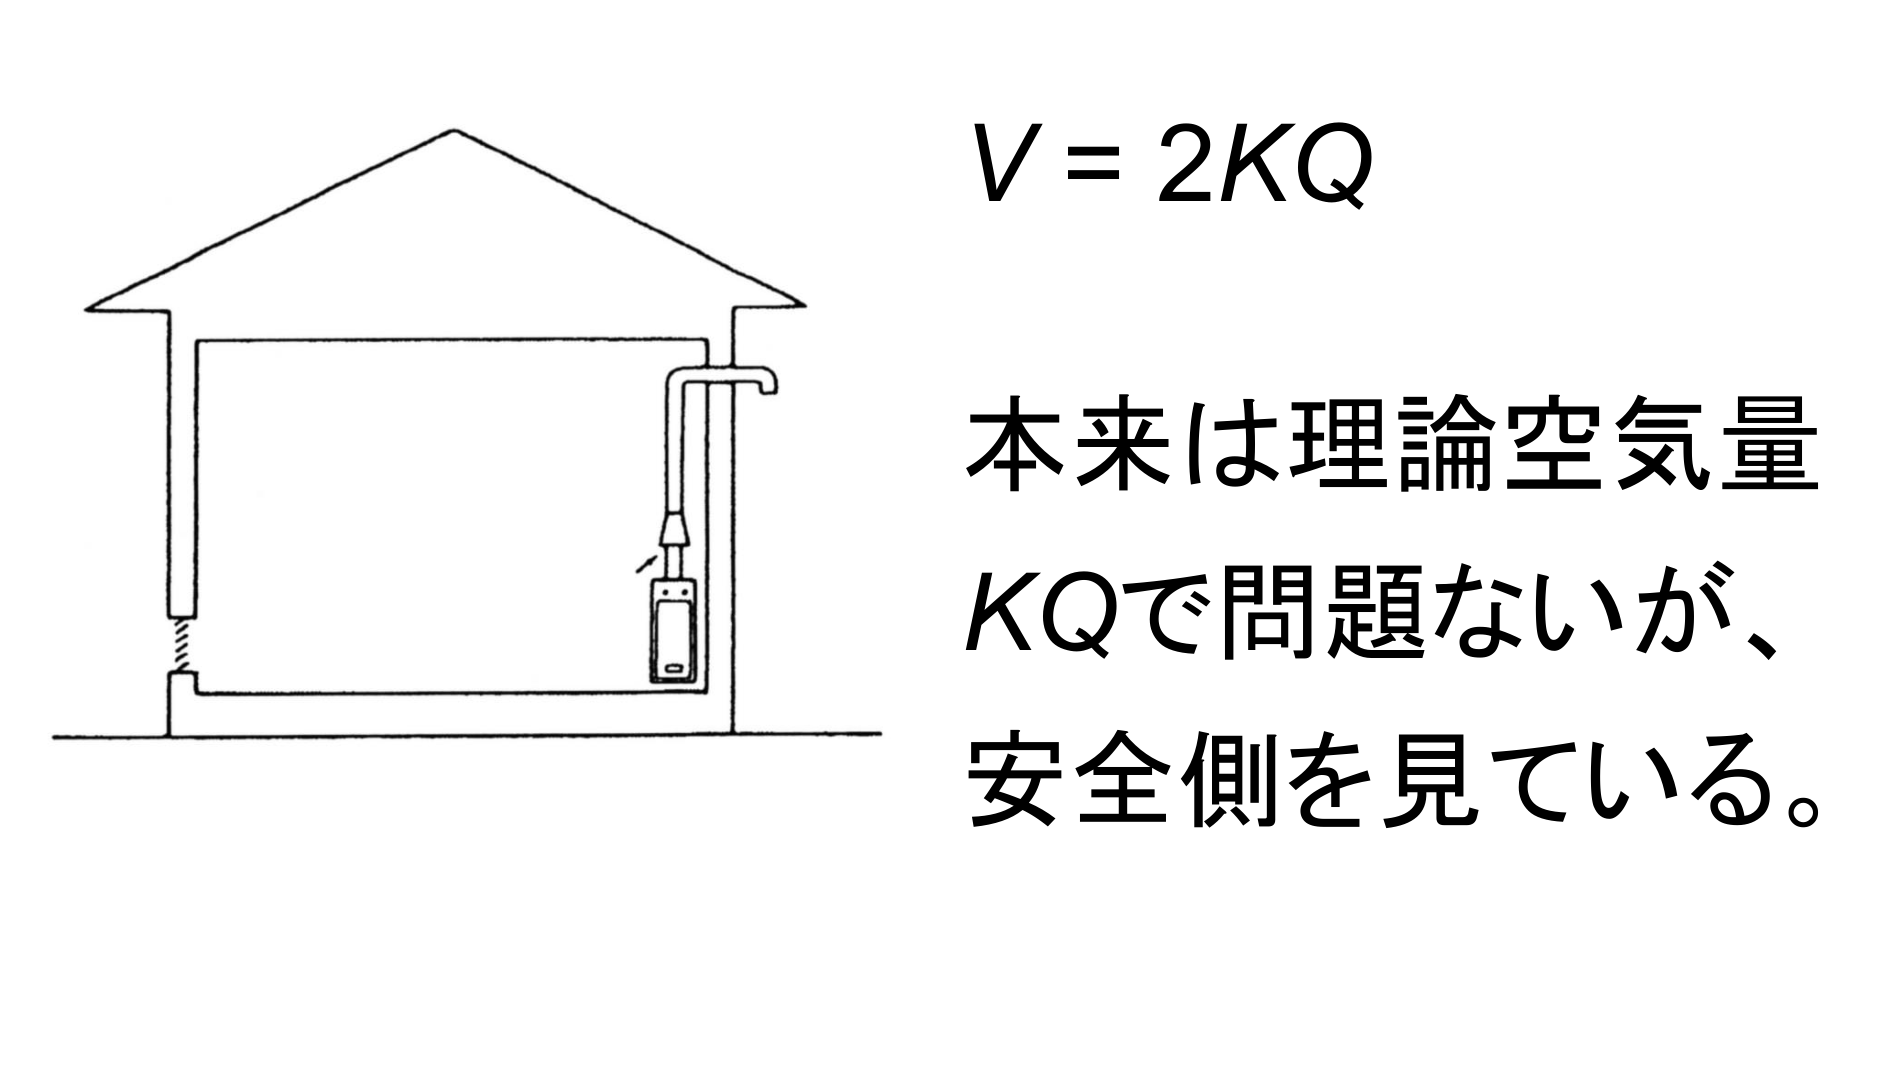 V = 2KQ
本来は理論空気量
KQで問題ないが、
安全側を見ている。